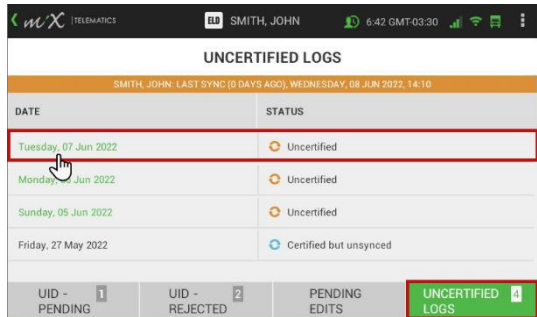 m'X TELEMATICS ELD SMITH, JOHN 6:42 GMT-03:30
UNCERTIFIED LOGS
SMITH, JOHN: LAST SYNC (0 DAYS AGO), WEDNESDAY, 08 JUN 2022, 14:10
DATE STATUS
Tuesday, 07 Jun 2022 Uncertified
Monday, Jun 2022 Uncertified
Sunday, 05 Jun 2022 Uncertified
Friday, 27 May 2022 Certified but unsynced
UID - PENDING 1
UID - REJECTED 2
PENDING EDITS
UNCERTIFIED LOGS 4